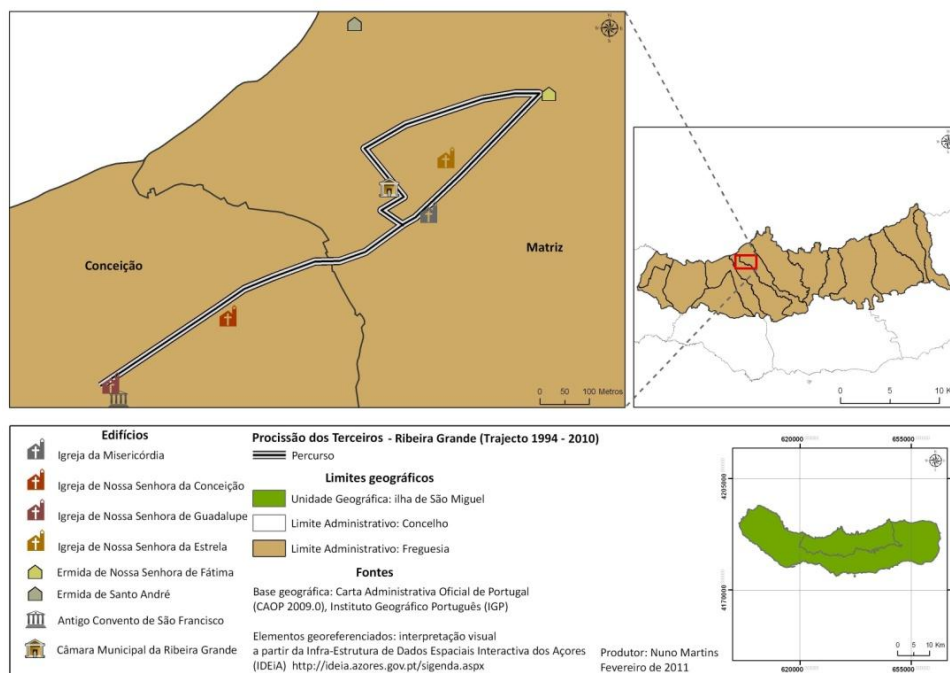 Conceição
Matriz
0 50 100 Metros
0 5 10 K
Edifícios
Igreja da Misericórdia
Igreja de Nossa Senhora da Conceição
Igreja de Nossa Senhora de Guadalupe
Igreja de Nossa Senhora da Estrela
Ermida de Nossa Senhora de Fátima
Ermida de Santo André
Antigo Convento de São Francisco
Câmara Municipal da Ribeira Grande
Procissão dos Terceiros - Ribeira Grande (Trajecto 1994 - 2010)
Percurso
Limites geográficos
Unidade Geográfica: ilha de São Miguel
Limite Administrativo: Concelho
Limite Administrativo: Freguesia
Fontes
Base geográfica: Carta Administrativa Oficial de Portugal
(CAOP 2009.0), Instituto Geográfico Português (IGP)
Elementos georeferenciados: interpretação visual
a partir da Infra-Estrutura de Dados Espaciais Interactiva dos Açores
(IDEiA) http://ideia.azores.gov.pt/sigenda.aspx
Produtor: Nuno Martins
Fevereiro de 2011
620000 655000
4205000
4170000
0 5 10 Km
620000 655000